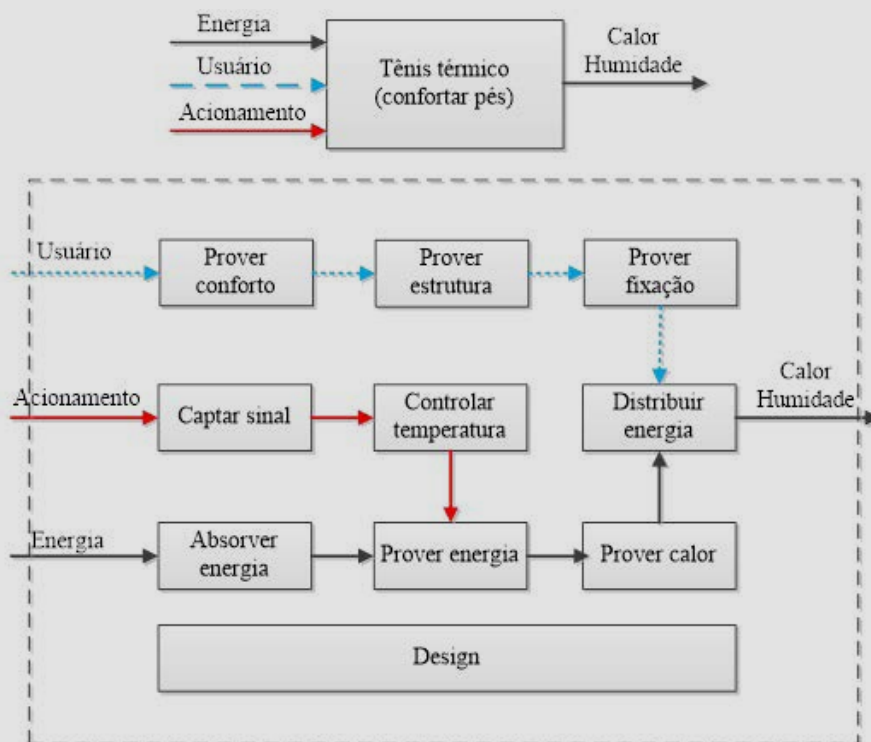 Energia
Usuário
Acionamento
Tênis térmico
(confortar pés)
Calor
Humidade
Usuário
Prover
conforto
Prover
estrutura
Prover
fixação
Acionamento
Captar sinal
Controlar
temperatura
Distribuir
energia
Calor
Humidade
Energia
Absorver
energia
Prover energia
Prover calor
Design